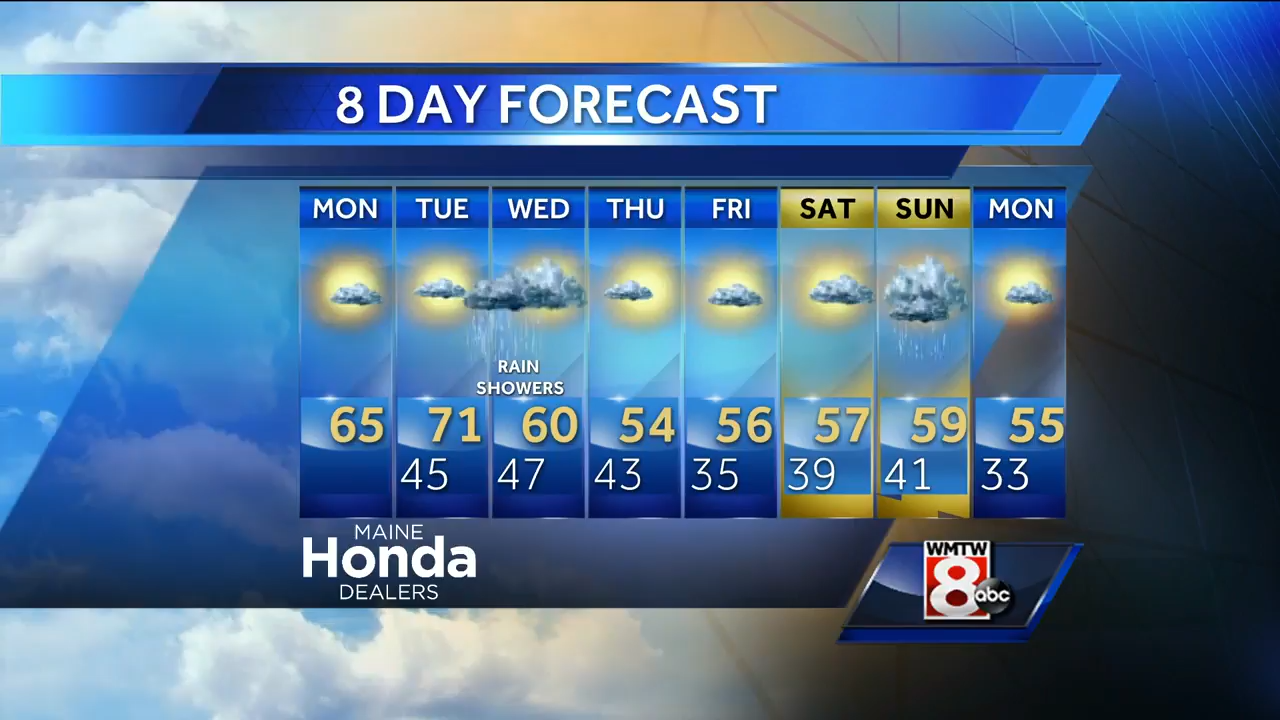 8 DAY FORECAST
MON TUE WED THU FRI SAT SUN MON
RAIN
SHOWERS
65 71 60 54 56 57 59 55
45 47 43 35 39 41 33
MAINE
Honda
DEALERS
WMTW
8
abc